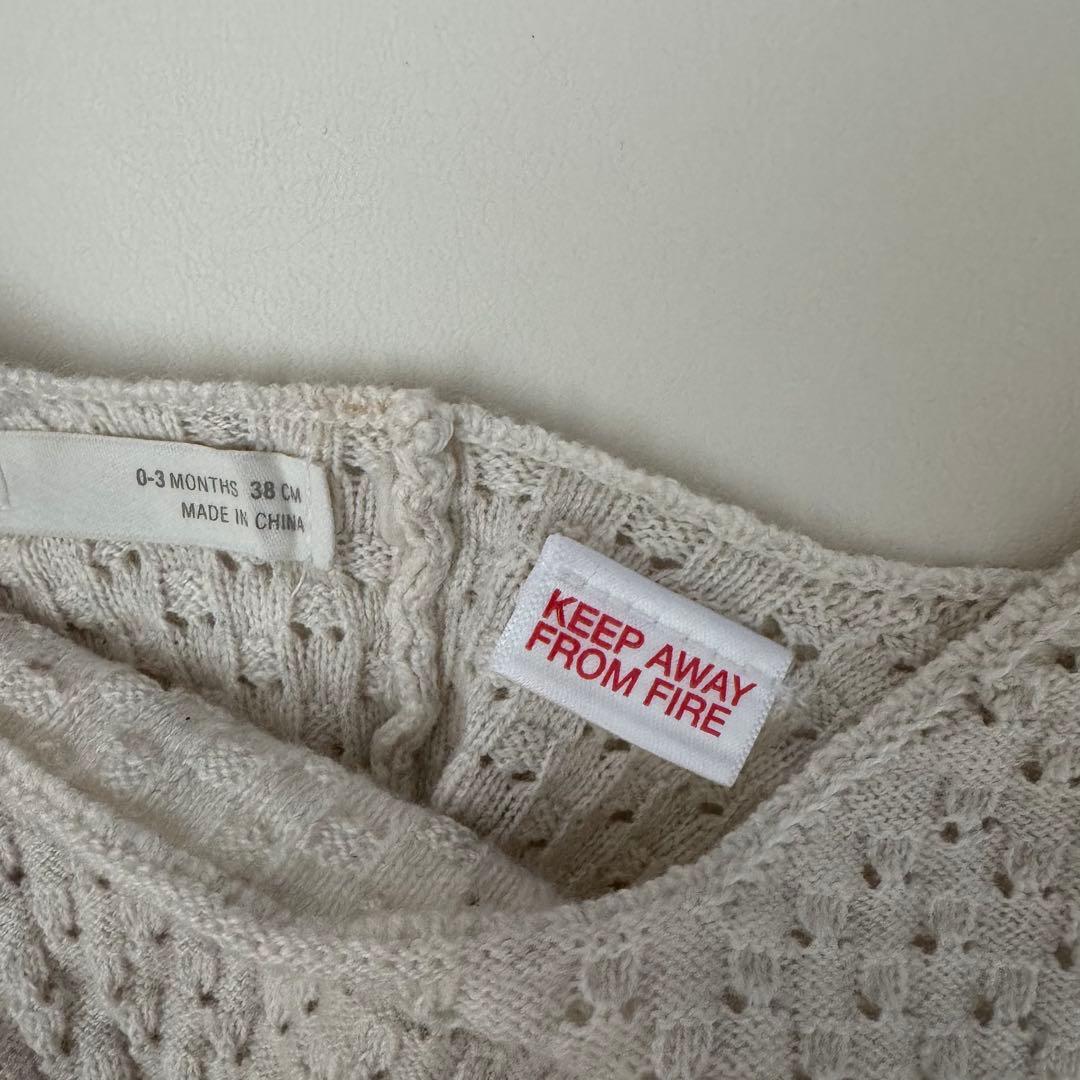 0-3 MONTHS 38 CM
MADE IN CHINA
KEEP AWAY
FROM FIRE